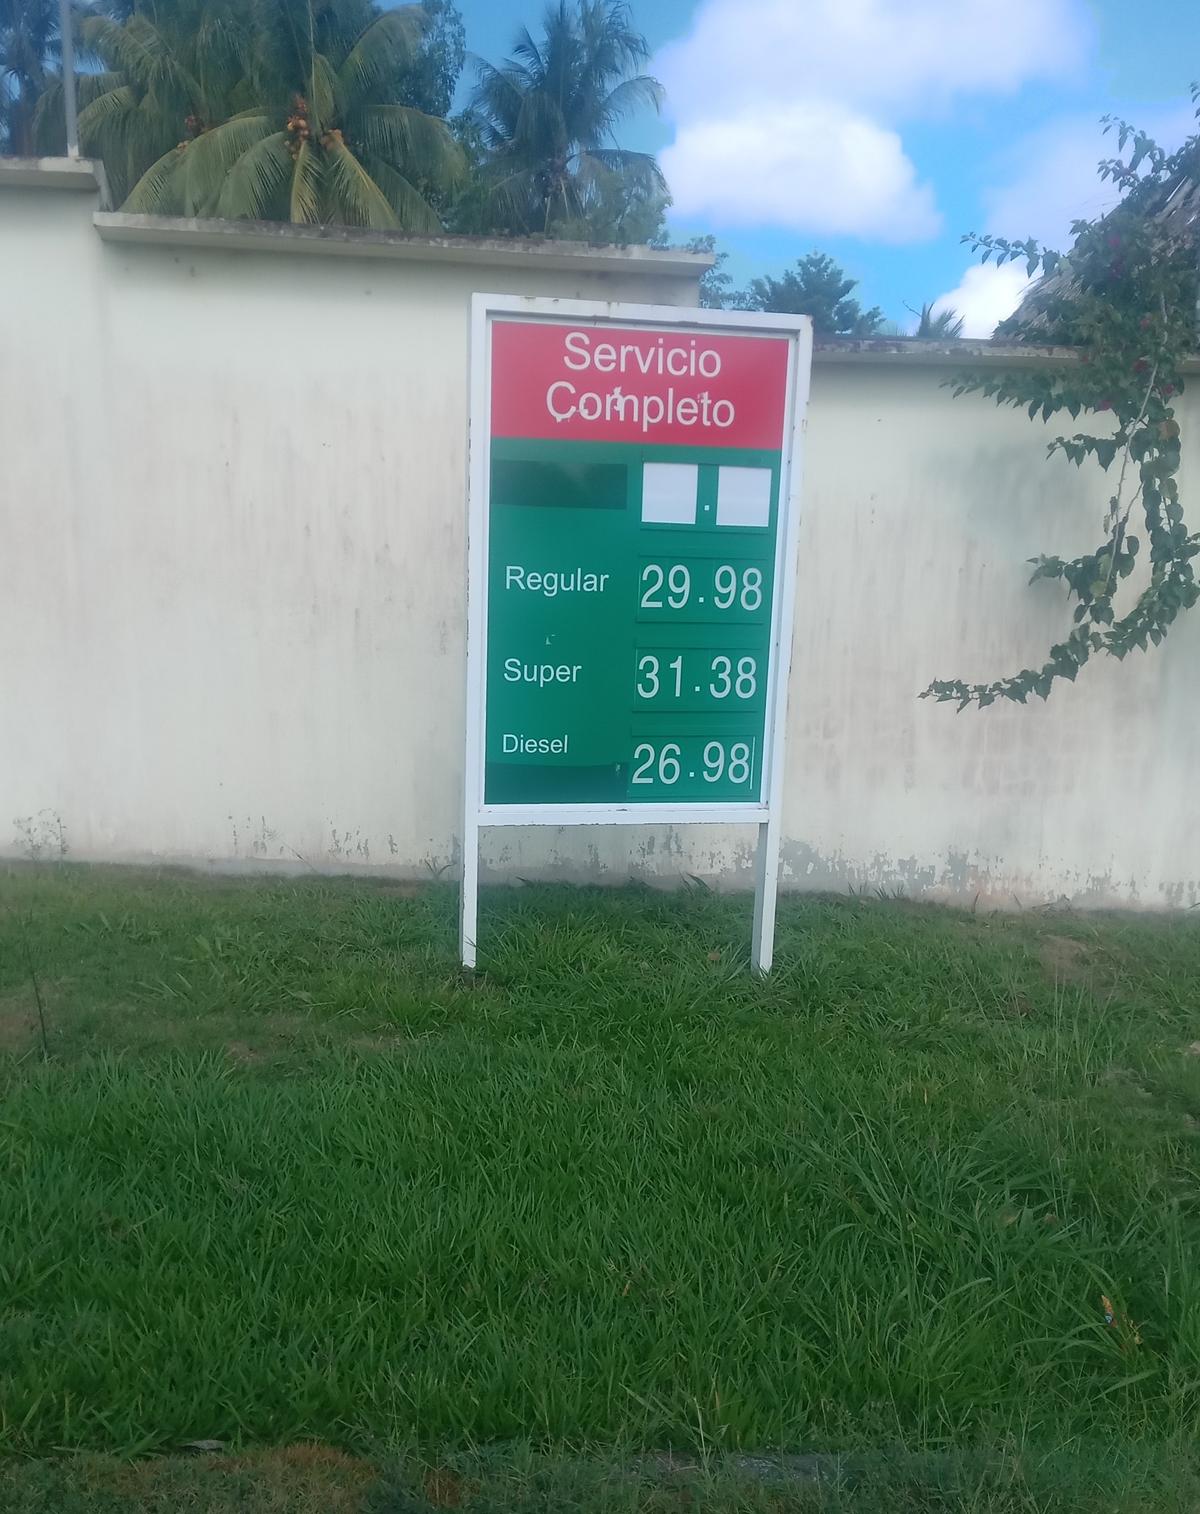 Servicio
Completo
Regular 29.98
Super 31.38
Diesel 26.98